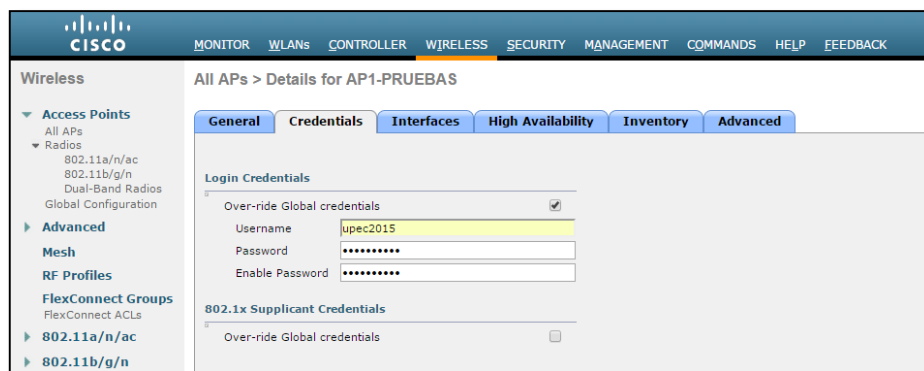 CISCO
MONITOR WLANs CONTROLLER WIRELESS SECURITY MANAGEMENT COMMANDS HELP FEEDBACK
Wireless
Access Points
All APs
Radios
802.11a/n/ac
802.11b/g/n
Dual-Band Radios
Global Configuration
Advanced
Mesh
RF Profiles
FlexConnect Groups
FlexConnect ACLs
802.11a/n/ac
802.11b/g/n
All APs > Details for AP1-PRUEBAS
General Credentials Interfaces High Availability Inventory Advanced
Login Credentials
Over-ride Global credentials
Username upec2015
Password ••••••••••
Enable Password ••••••••••
802.1x Supplicant Credentials
Over-ride Global credentials